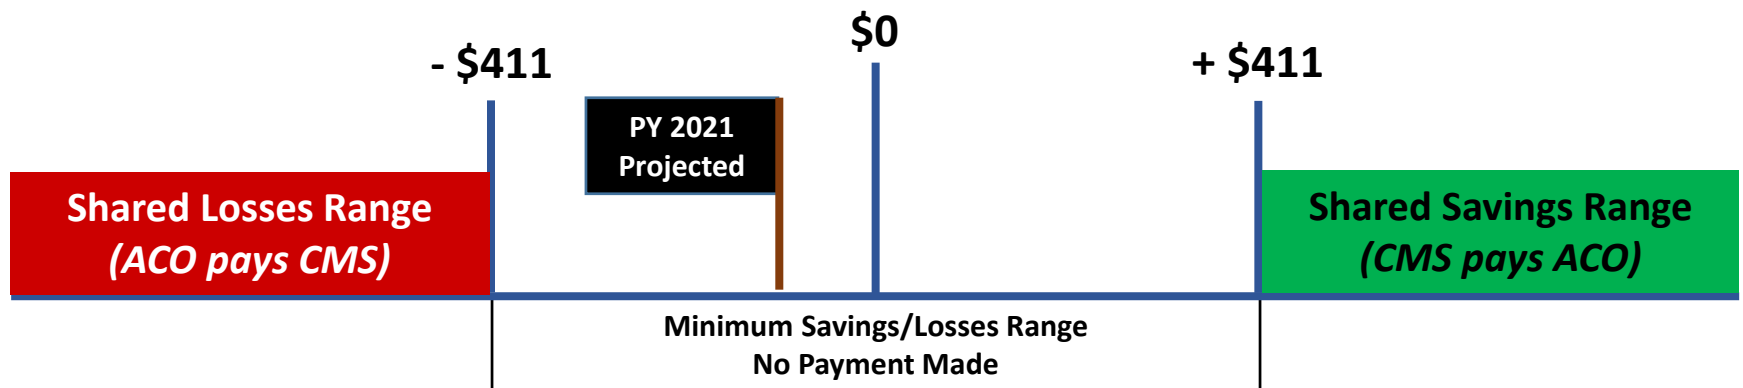 $0
- $411
+ $411
PY 2021
Projected
Shared Losses Range
(ACO pays CMS)
Shared Savings Range
(CMS pays ACO)
Minimum Savings/Losses Range
No Payment Made